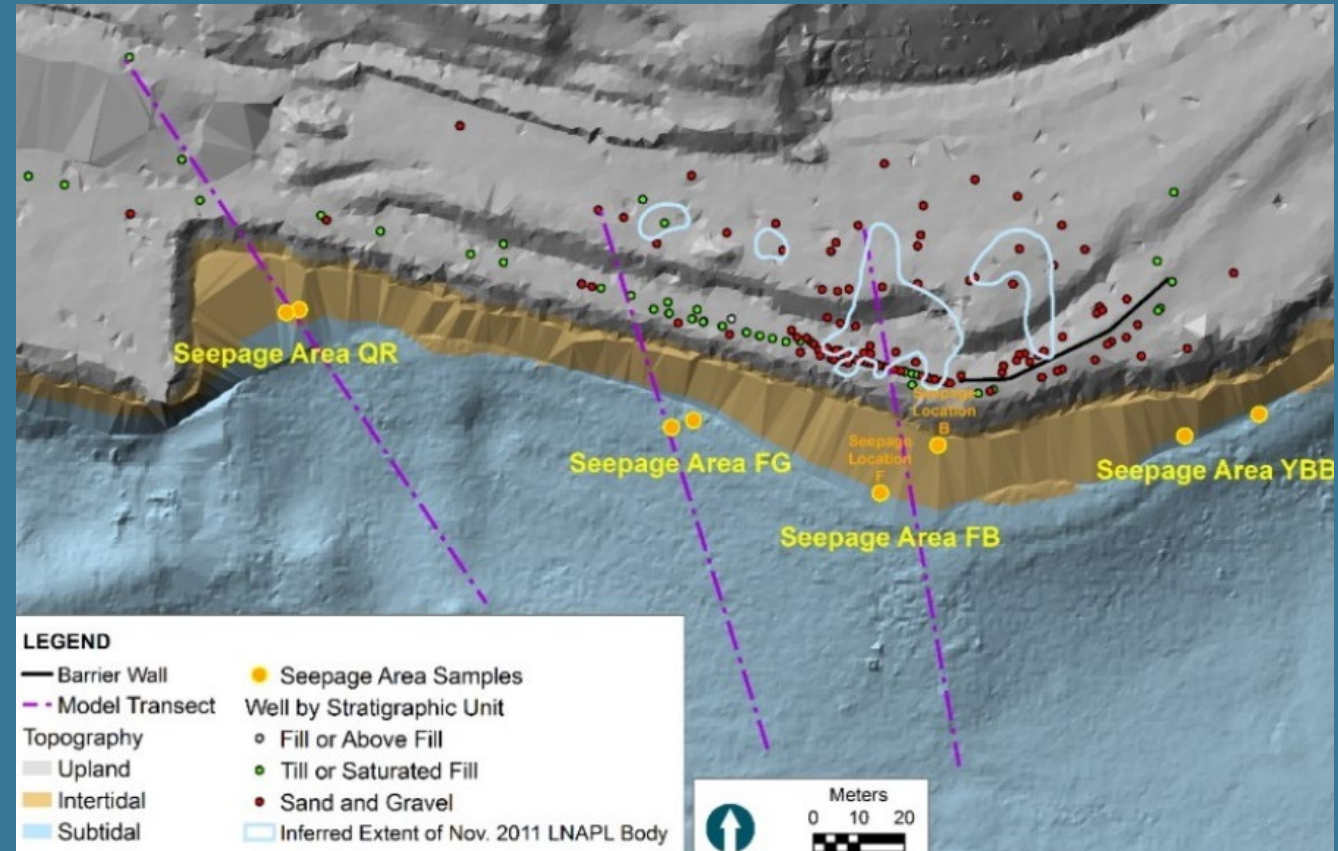 Seepage Area QR
Seepage
Location
B
Seepage
Location
F
Seepage Area FG
Seepage Area YBB
Seepage Area FB
LEGEND
Barrier Wall
Model Transect
Topography
Upland
Intertidal
Subtidal
Seepage Area Samples
Well by Stratigraphic Unit
Fill or Above Fill
Till or Saturated Fill
Sand and Gravel
Inferred Extent of Nov. 2011 LNAPL Body
Meters
0 10 20